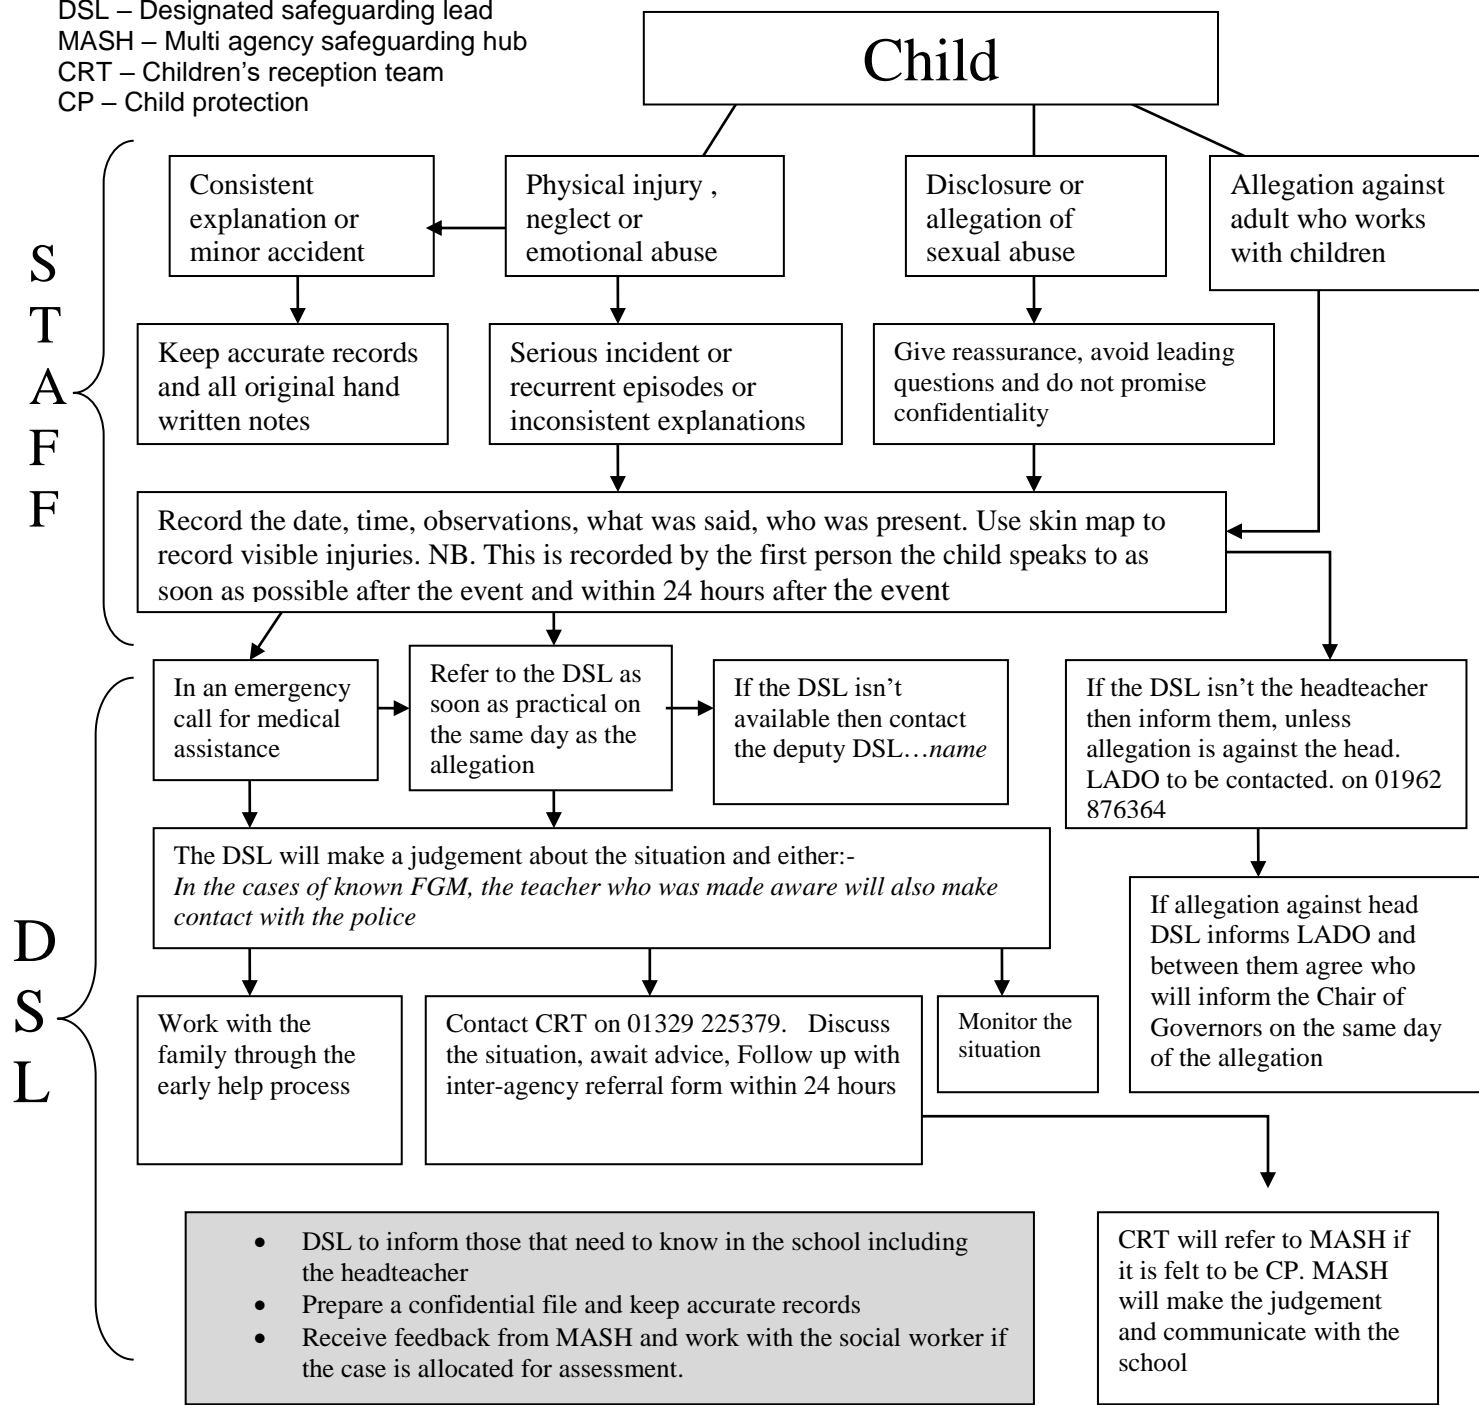 DSL – Designated safeguarding lead
MASH – Multi agency safeguarding hub
CRT – Children's reception team
CP – Child protection
Child
Consistent
explanation or
minor accident
Physical injury ,
neglect or
emotional abuse
Disclosure or
allegation of
sexual abuse
Allegation against
adult who works
with children
S
T
A
F
F
Keep accurate records
and all original hand
written notes
Serious incident or
recurrent episodes or
inconsistent explanations
Give reassurance, avoid leading
questions and do not promise
confidentiality
Record the date, time, observations, what was said, who was present. Use skin map to
record visible injuries. NB. This is recorded by the first person the child speaks to as
soon as possible after the event and within 24 hours after the event
In an emergency
call for medical
assistance
Refer to the DSL as
soon as practical on
the same day as the
allegation
If the DSL isn't
available then contact
the deputy DSL…name
If the DSL isn't the headteacher
then inform them, unless
allegation is against the head.
LADO to be contacted. on 01962
876364
The DSL will make a judgement about the situation and either:-
In the cases of known FGM, the teacher who was made aware will also make
contact with the police
If allegation against head
DSL informs LADO and
between them agree who
will inform the Chair of
Governors on the same day
of the allegation
D
S
L
Work with the
family through the
early help process
Contact CRT on 01329 225379. Discuss
the situation, await advice, Follow up with
inter-agency referral form within 24 hours
Monitor the
situation
• DSL to inform those that need to know in the school including
the headteacher
• Prepare a confidential file and keep accurate records
• Receive feedback from MASH and work with the social worker if
the case is allocated for assessment.
CRT will refer to MASH if
it is felt to be CP. MASH
will make the judgement
and communicate with the
school